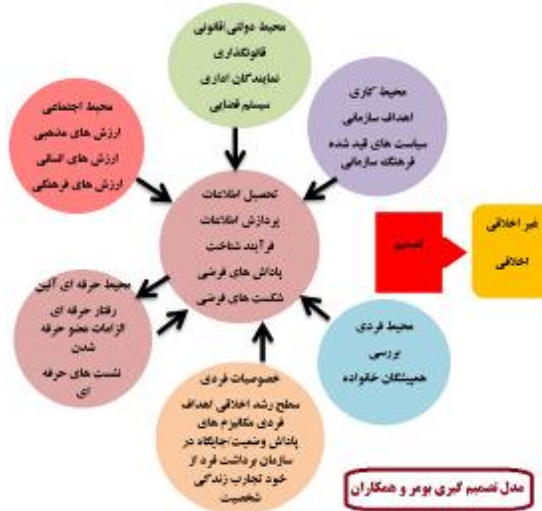 محیط دولتی/قانونی
قانونگذاری
نمایندگان اداری
سیستم قضایی
محیط کاری
اهداف سازمانی
سیاست های قید شده
فرهنگ سازمانی
محیط اجتماعی
ارزش های مذهبی
ارزش های انسانی
ارزش های فرهنگی
تحصیل اطلاعات
پردازش اطلاعات
فرآیند شناخت
پاداش های فرضی
شکست های فرضی
تصمیم
غیر اخلاقی
اخلاقی
محیط حرفه ای آئین
رفتار حرفه ای
الزامات عضو حرفه
شدن
نشست های حرفه
ای
محیط فردی
بررسی
همپیشگان خانواده
خصوصیات فردی
سطح رشد اخلاقی اهداف
فردی مکانیزم های
پاداش وضعیت/جایگاه در
سازمان برداشت فرد از
خود تجارب زندگی
شخصیت
مدل تصمیم گیری بومر و همکاران